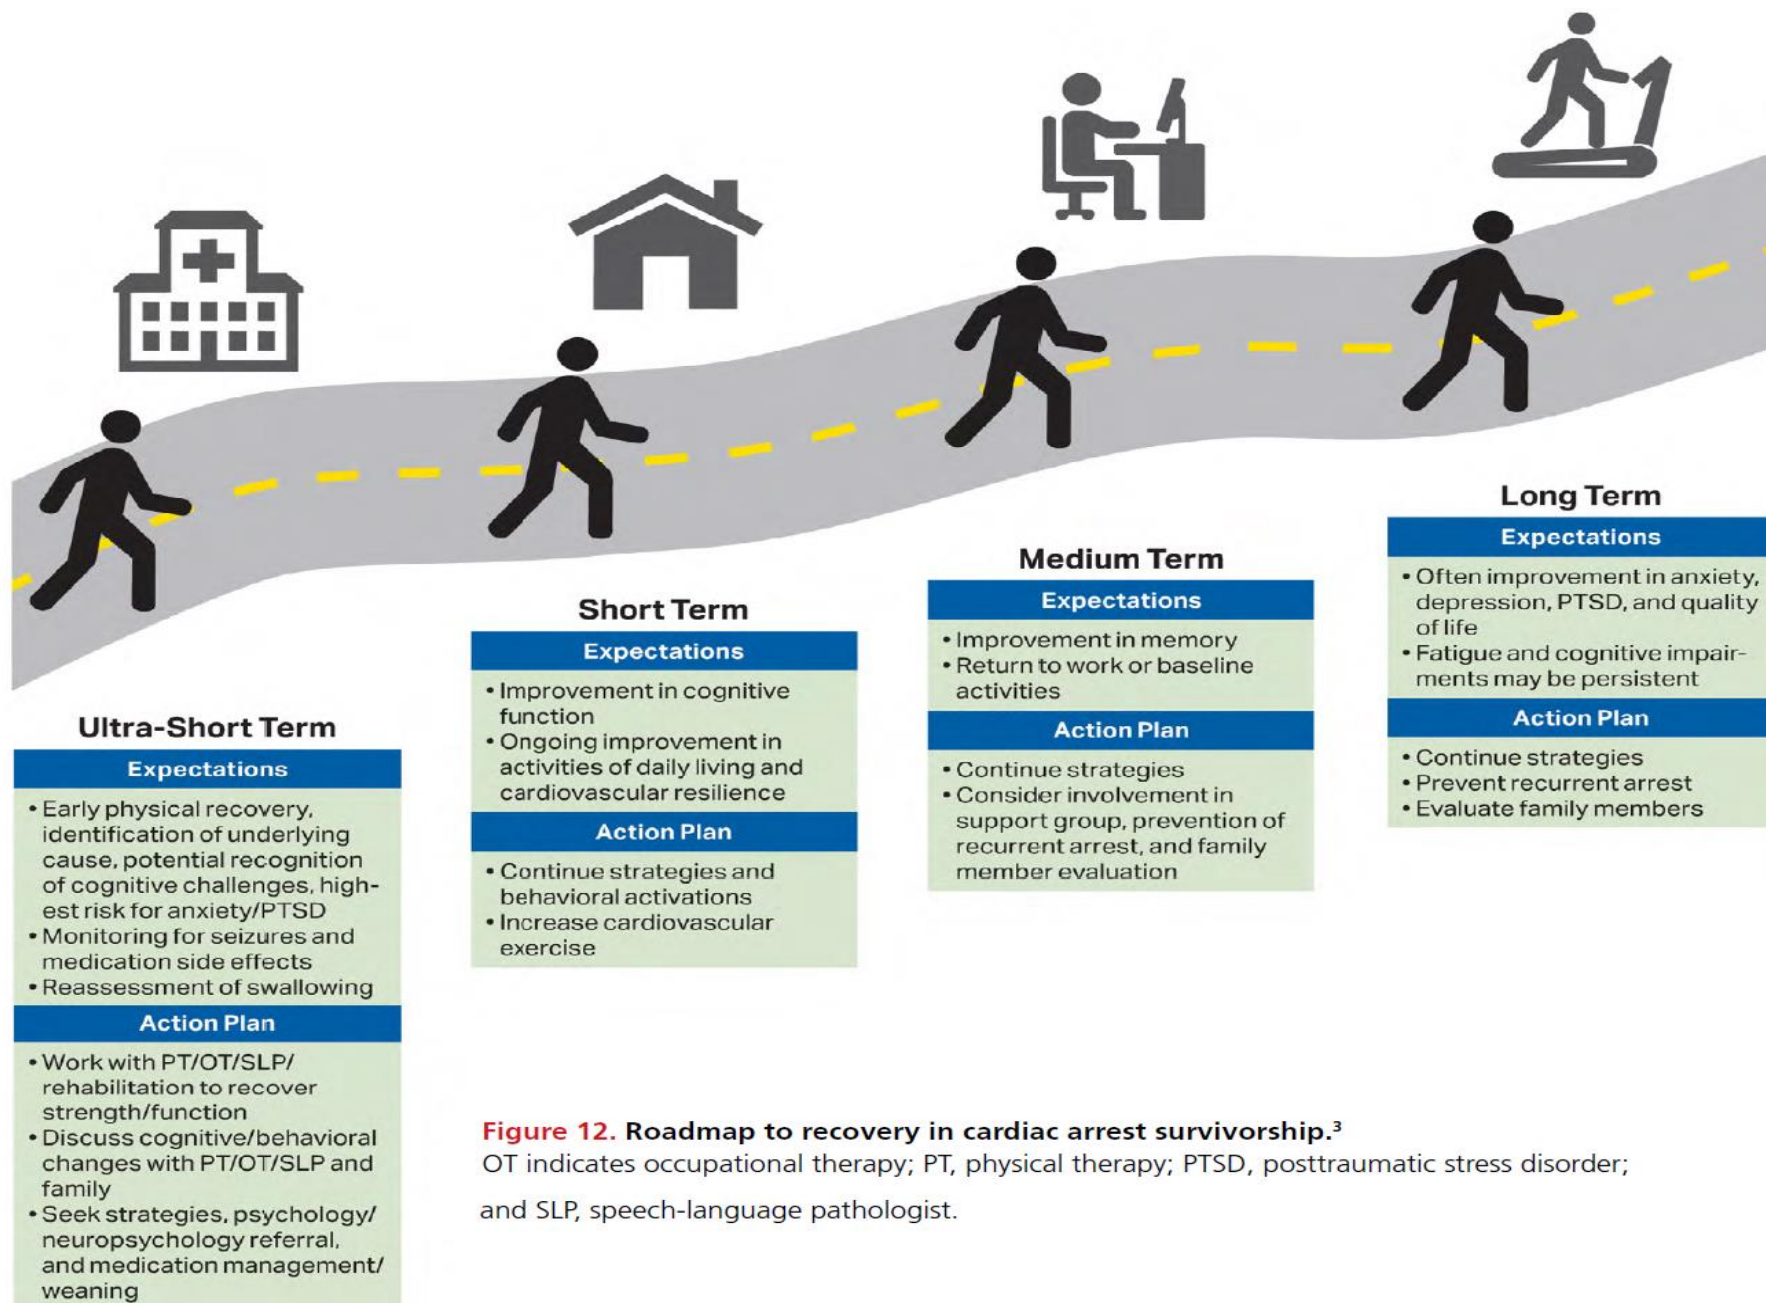 Ultra-Short Term
Expectations
• Early physical recovery,
identification of underlying
cause, potential recognition
of cognitive challenges, high-
est risk for anxiety/PTSD
• Monitoring for seizures and
medication side effects
• Reassessment of swallowing
Action Plan
• Work with PT/OT/SLP/
rehabilitation to recover
strength/function
• Discuss cognitive/behavioral
changes with PT/OT/SLP and
family
• Seek strategies, psychology/
neuropsychology referral,
and medication management/
weaning
Short Term
Expectations
• Improvement in cognitive
function
• Ongoing improvement in
activities of daily living and
cardiovascular resilience
Action Plan
• Continue strategies and
behavioral activations
• Increase cardiovascular
exercise
Medium Term
Expectations
• Improvement in memory
• Return to work or baseline
activities
Action Plan
• Continue strategies
• Consider involvement in
support group, prevention of
recurrent arrest, and family
member evaluation
Long Term
Expectations
• Often improvement in anxiety,
depression, PTSD, and quality
of life
• Fatigue and cognitive impair-
ments may be persistent
Action Plan
• Continue strategies
• Prevent recurrent arrest
• Evaluate family members
Figure 12. Roadmap to recovery in cardiac arrest survivorship.³
OT indicates occupational therapy; PT, physical therapy; PTSD, posttraumatic stress disorder;
and SLP, speech-language pathologist.